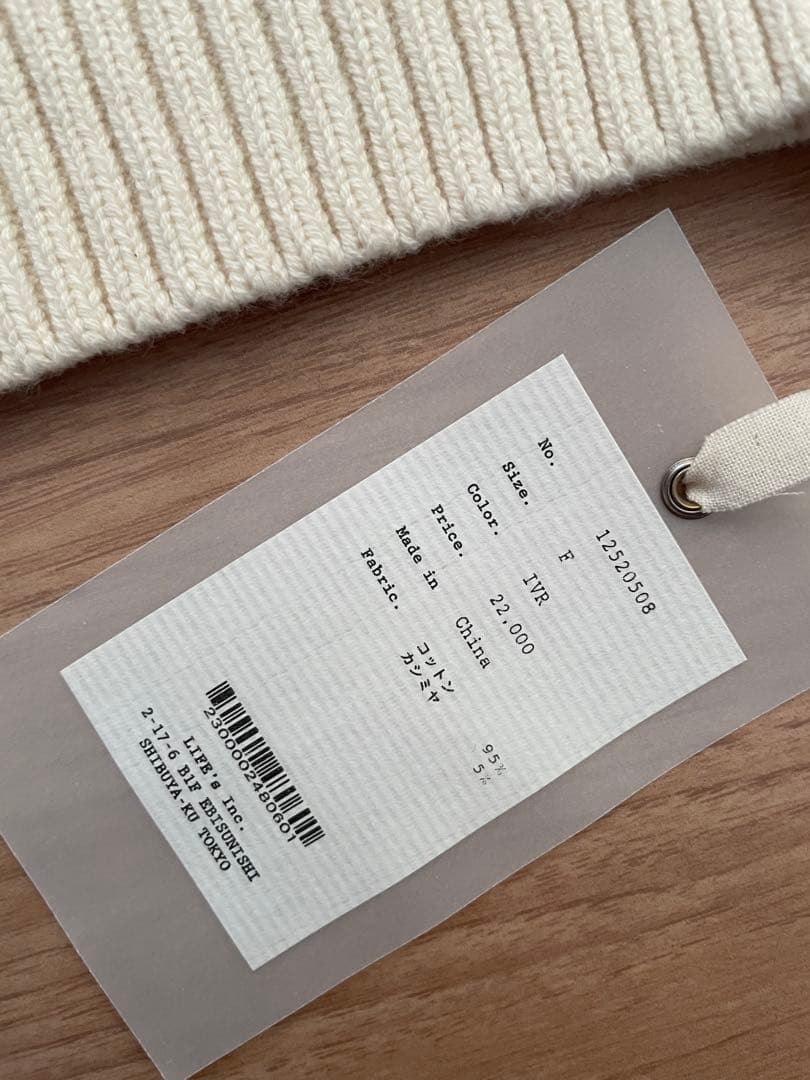 No. 12520508
Size. F
Color. IVR
Price. 22,000
Made in China
Fabric. コットン 95%
カシミヤ 5%
2300002480601
LIFE's Inc.
2-17-6 B1F EBISUNISHI
SHIBUYA-KU TOKYO